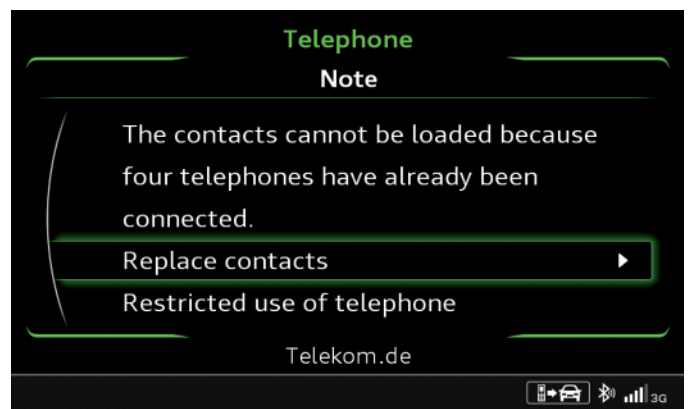 Telephone
Note
The contacts cannot be loaded because
four telephones have already been
connected.
Replace contacts
Restricted use of telephone
Telekom.de
3G